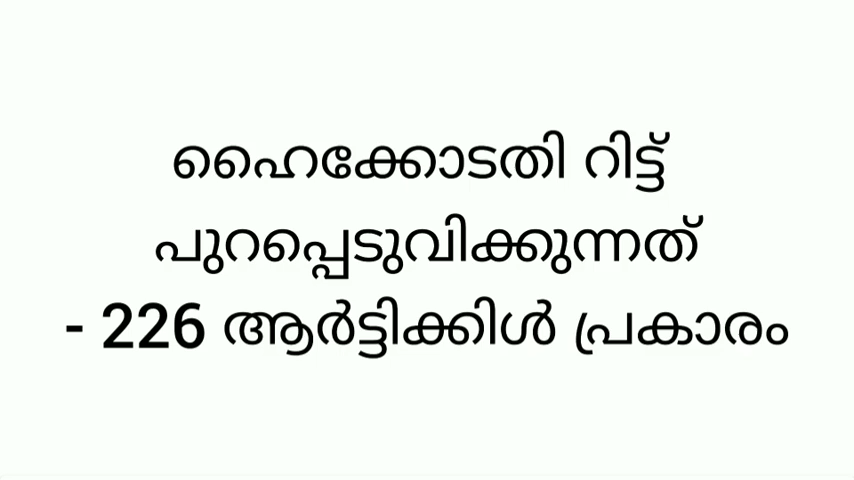 ഹൈക്കോടതി റിട്ട്
പുറപ്പെടുവിക്കുന്നത്
- 226 ആർട്ടിക്കിൾ പ്രകാരം